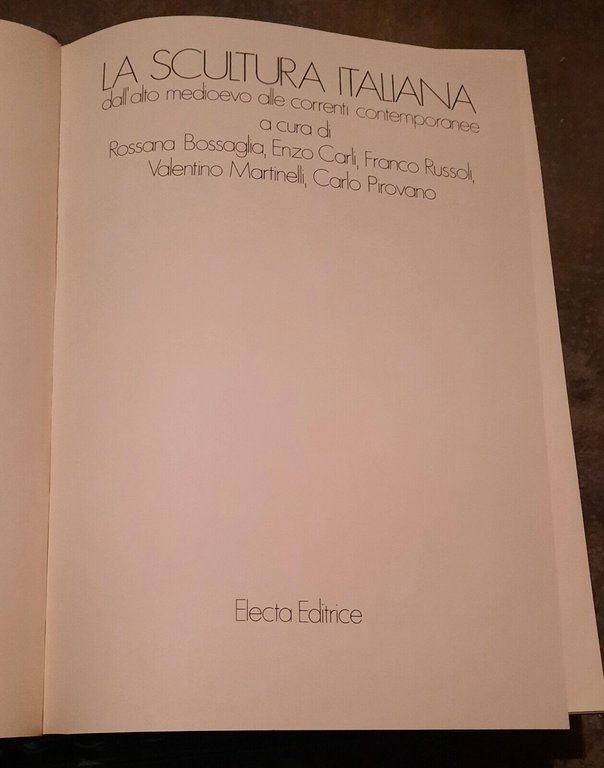 LA SCULTURA ITALIANA
dall'alto medioevo alle correnti contemporanee
a cura di
Rossana Bossaglia, Enzo Carli, Franco Russoli,
Valentino Martinelli, Carlo Pirovano
Electa Editrice